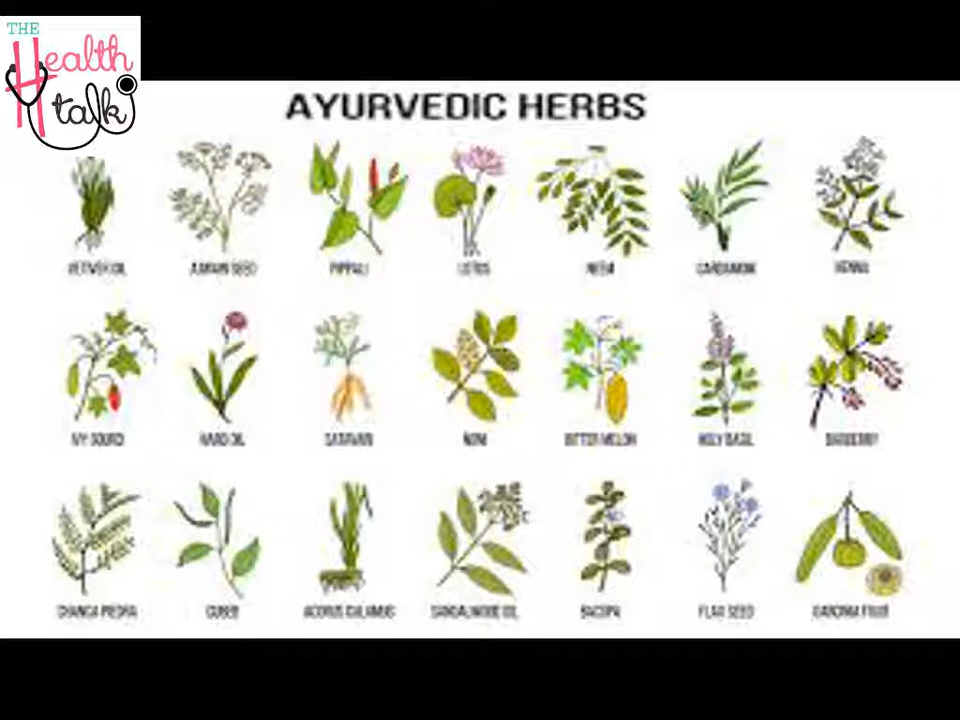 THE
Health
talk
AYURVEDIC HERBS
VETIVER OIL AJWAIN SEED PIPPALI LOTUS NEEM CARDAMOM HENNA
IVY GOURD NARD OIL SATAVARI NONI BITTER MELON HOLY BASIL BARBERRY
CHANCA PIEDRA CUBEB ACORUS CALAMUS SANDALWOOD OIL BACOPA FLAX SEED GARCINIA FRUIT